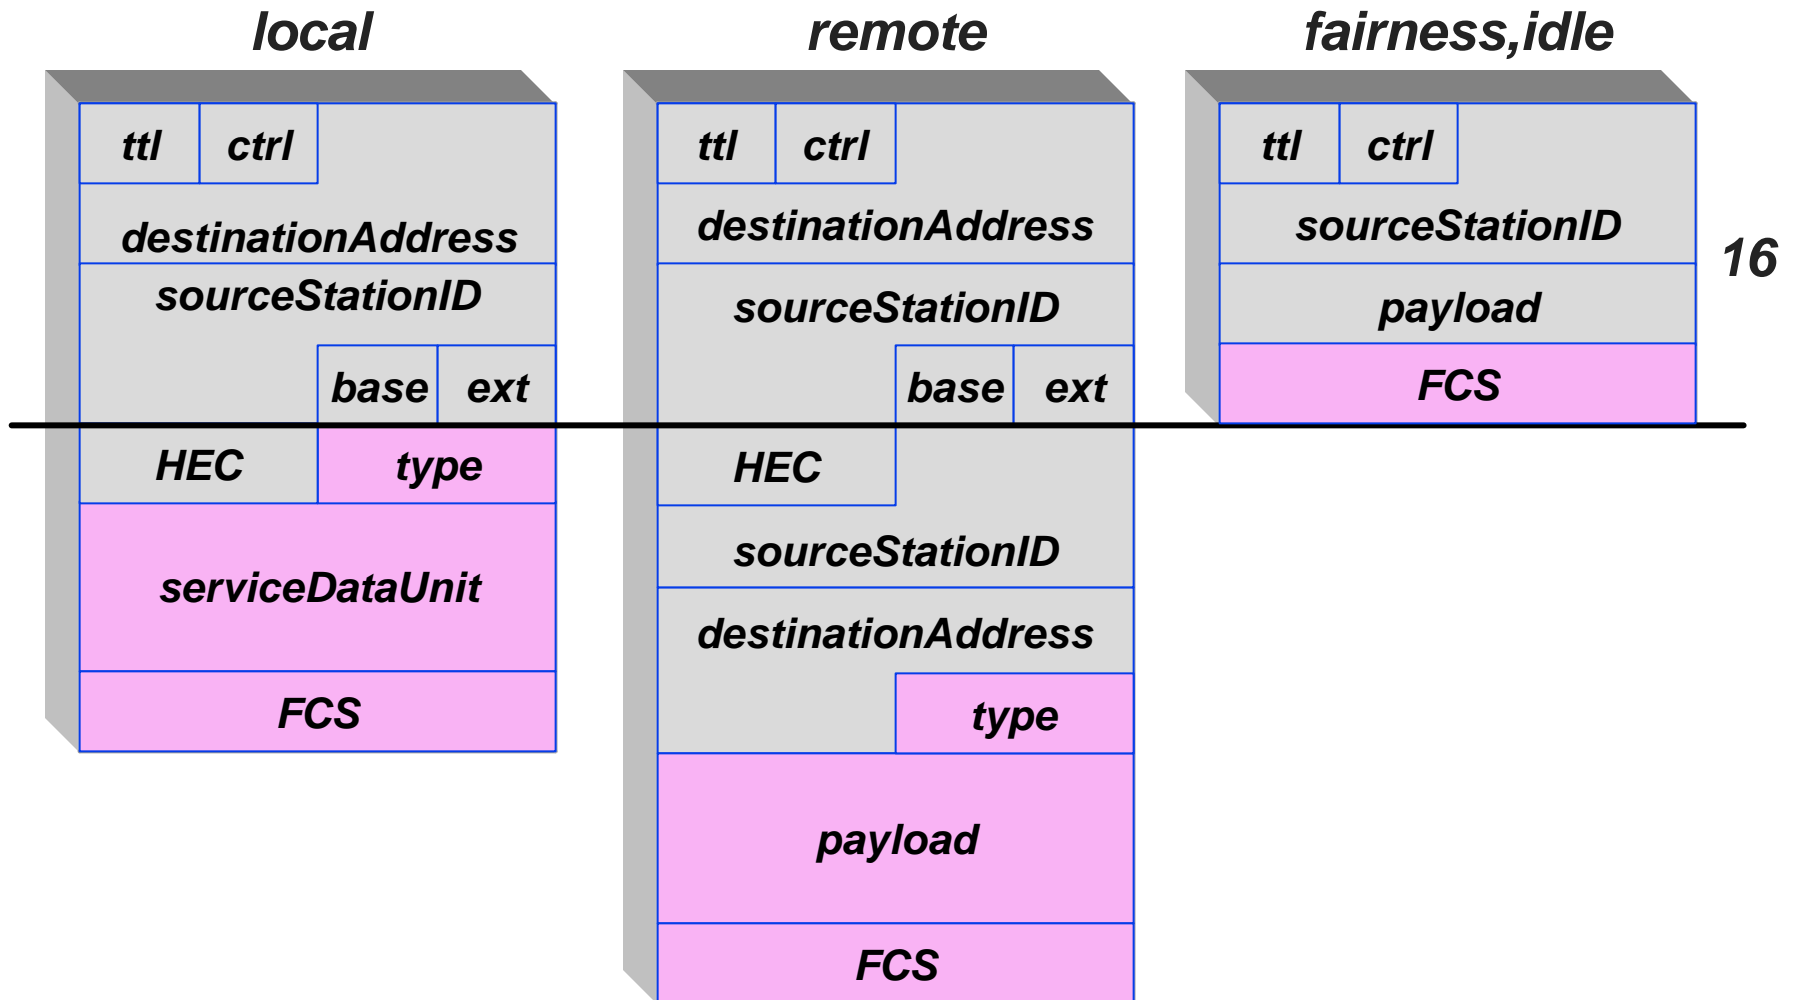 local
ttl ctrl
destinationAddress
sourceStationID
base ext
HEC type
serviceDataUnit
FCS
remote
ttl ctrl
destinationAddress
sourceStationID
base ext
HEC
sourceStationID
destinationAddress
type
payload
FCS
fairness,idle
ttl ctrl
sourceStationID
payload
FCS
16